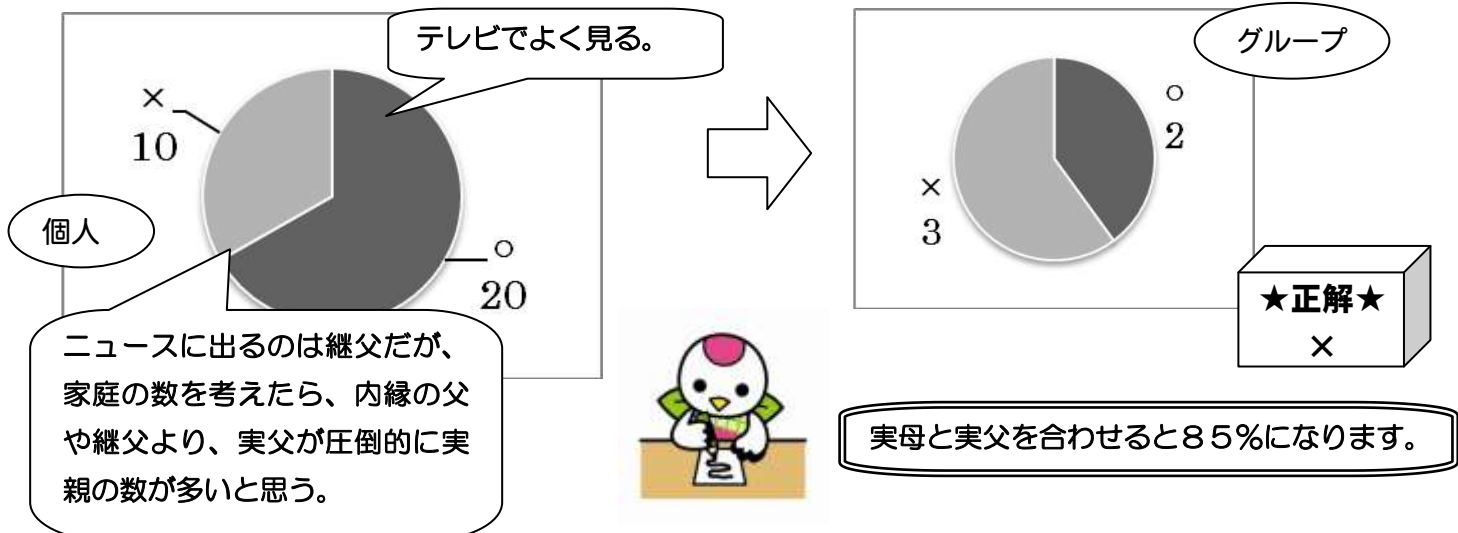 テレビでよく見る。
×
10
個人
○
20
ニュースに出るのは継父だが、
家庭の数を考えたら、内縁の父
や継父より、実父が圧倒的に実
親の数が多いと思う。
グループ
○
2
×
3
★正解★
×
実母と実父を合わせると85%になります。